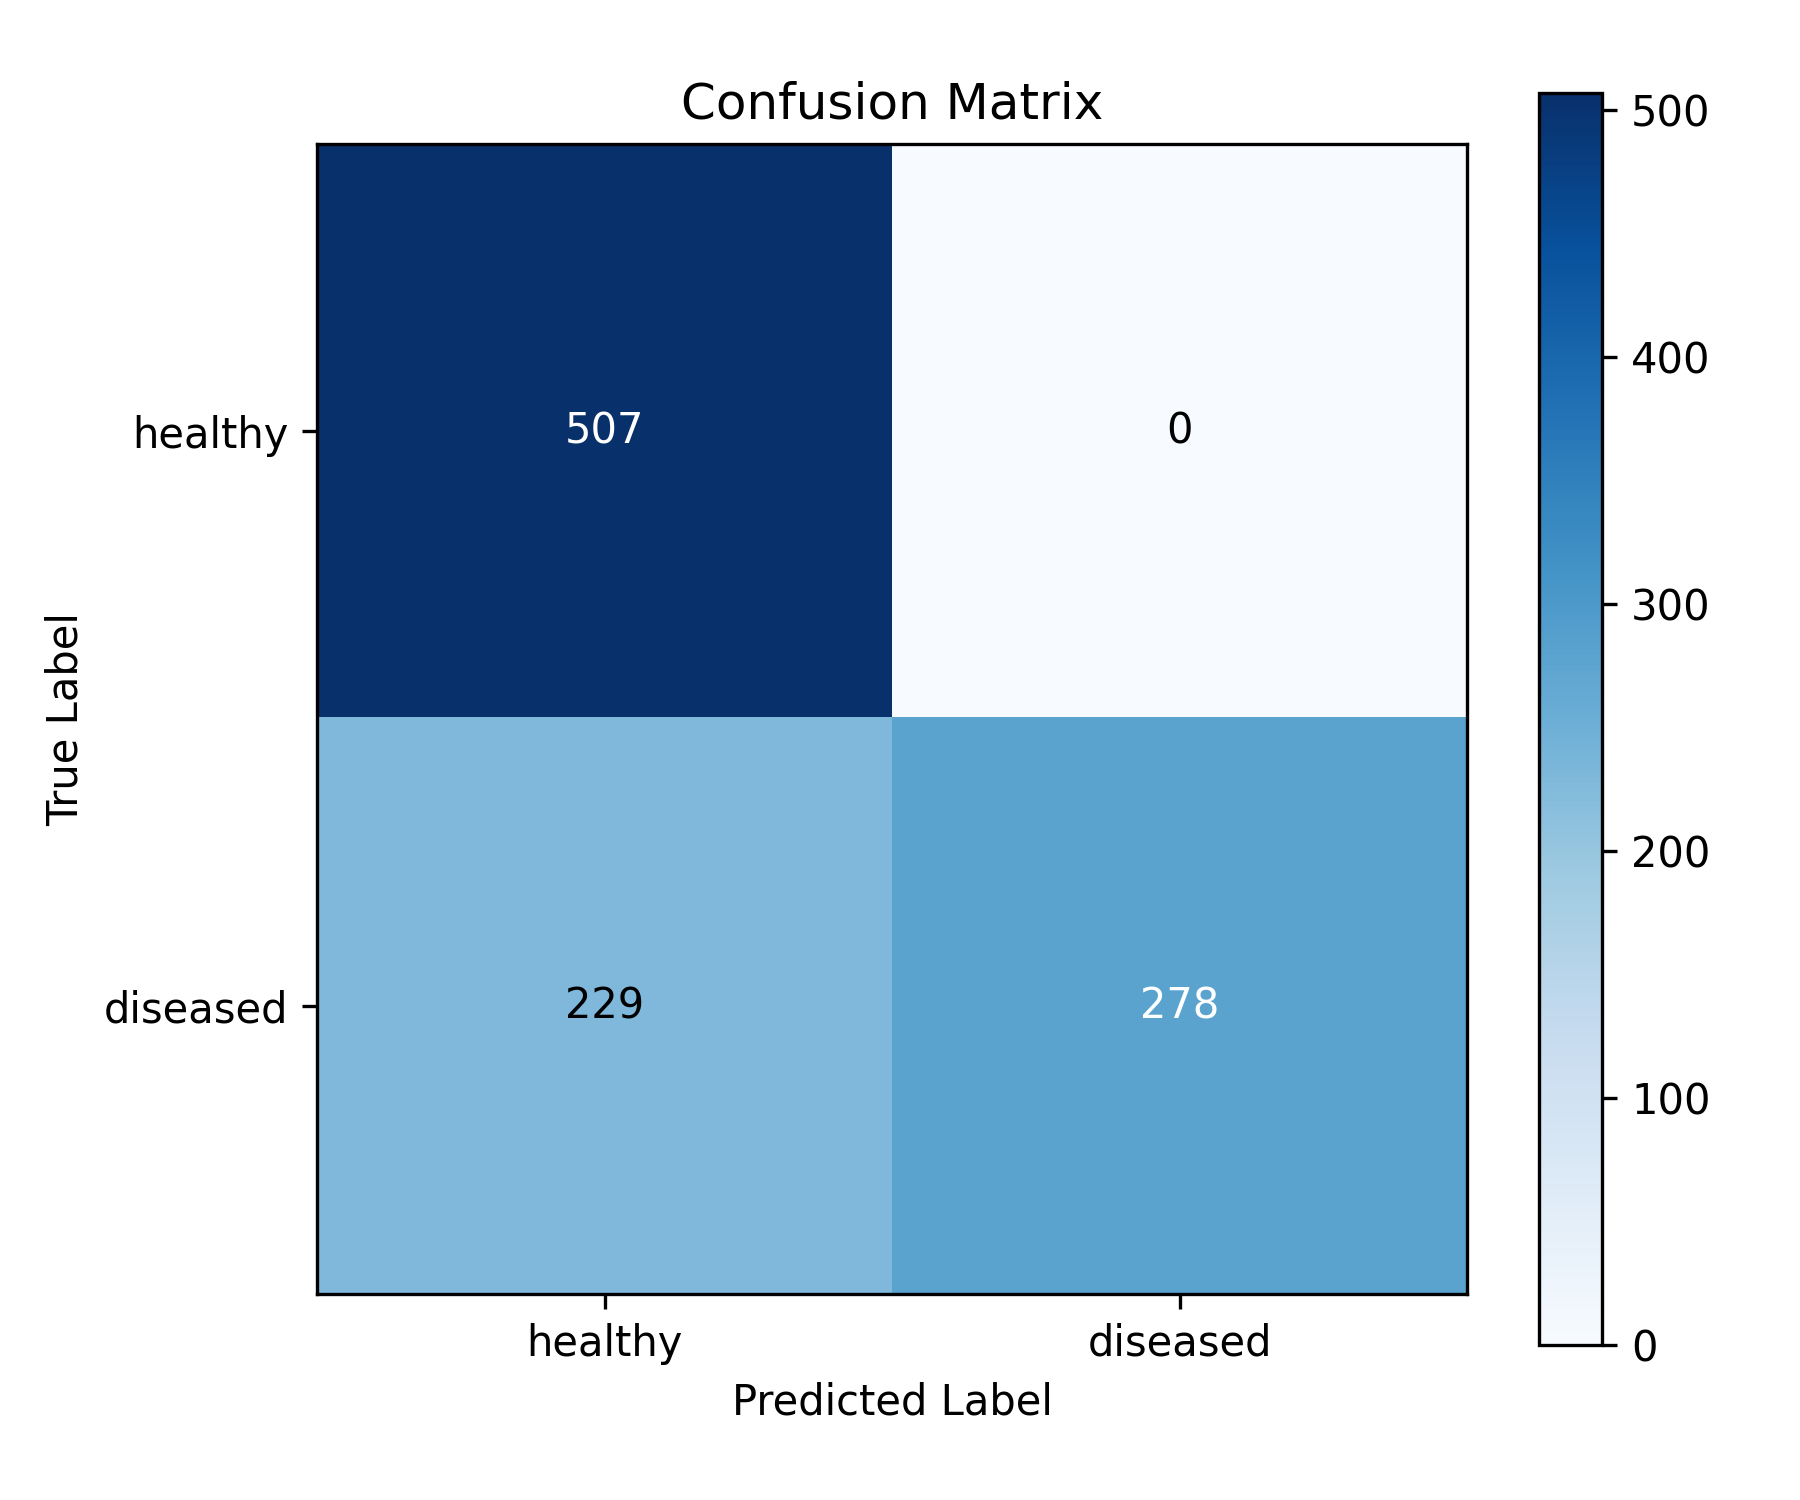 Confusion Matrix
500
400
300
200
100
0
True Label
healthy
507
0
diseased
229
278
healthy
diseased
Predicted Label